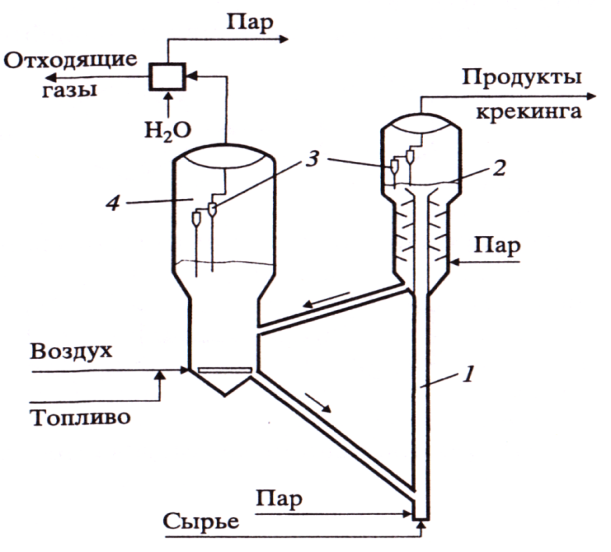 Пар
Отходящие
газы
H₂O
Продукты
крекинга
3
2
4
Пар
Воздух
1
Топливо
Пар
Сырье